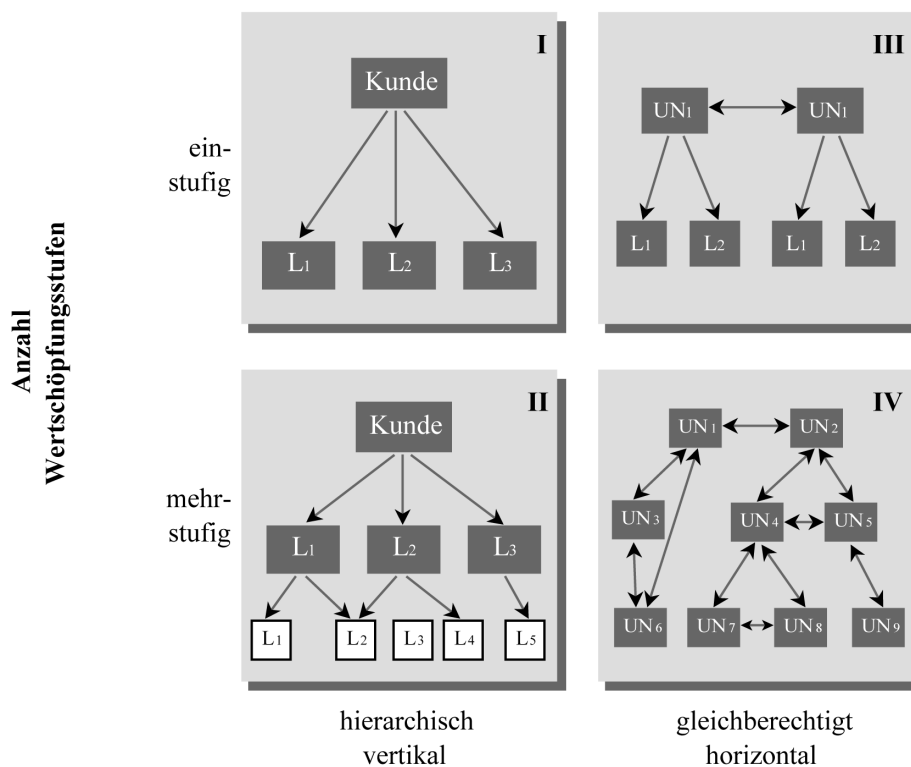 Anzahl
Wertschöpfungsstufen
ein-
stufig
I
Kunde
L1
L2
L3
III
UN1
UN1
L1
L2
L1
L2
mehr-
stufig
II
Kunde
L1
L2
L3
L1
L2
L3
L4
L5
IV
UN1
UN2
UN3
UN4
UN5
UN6
UN7
UN8
UN9
hierarchisch
vertikal
gleichberechtigt
horizontal